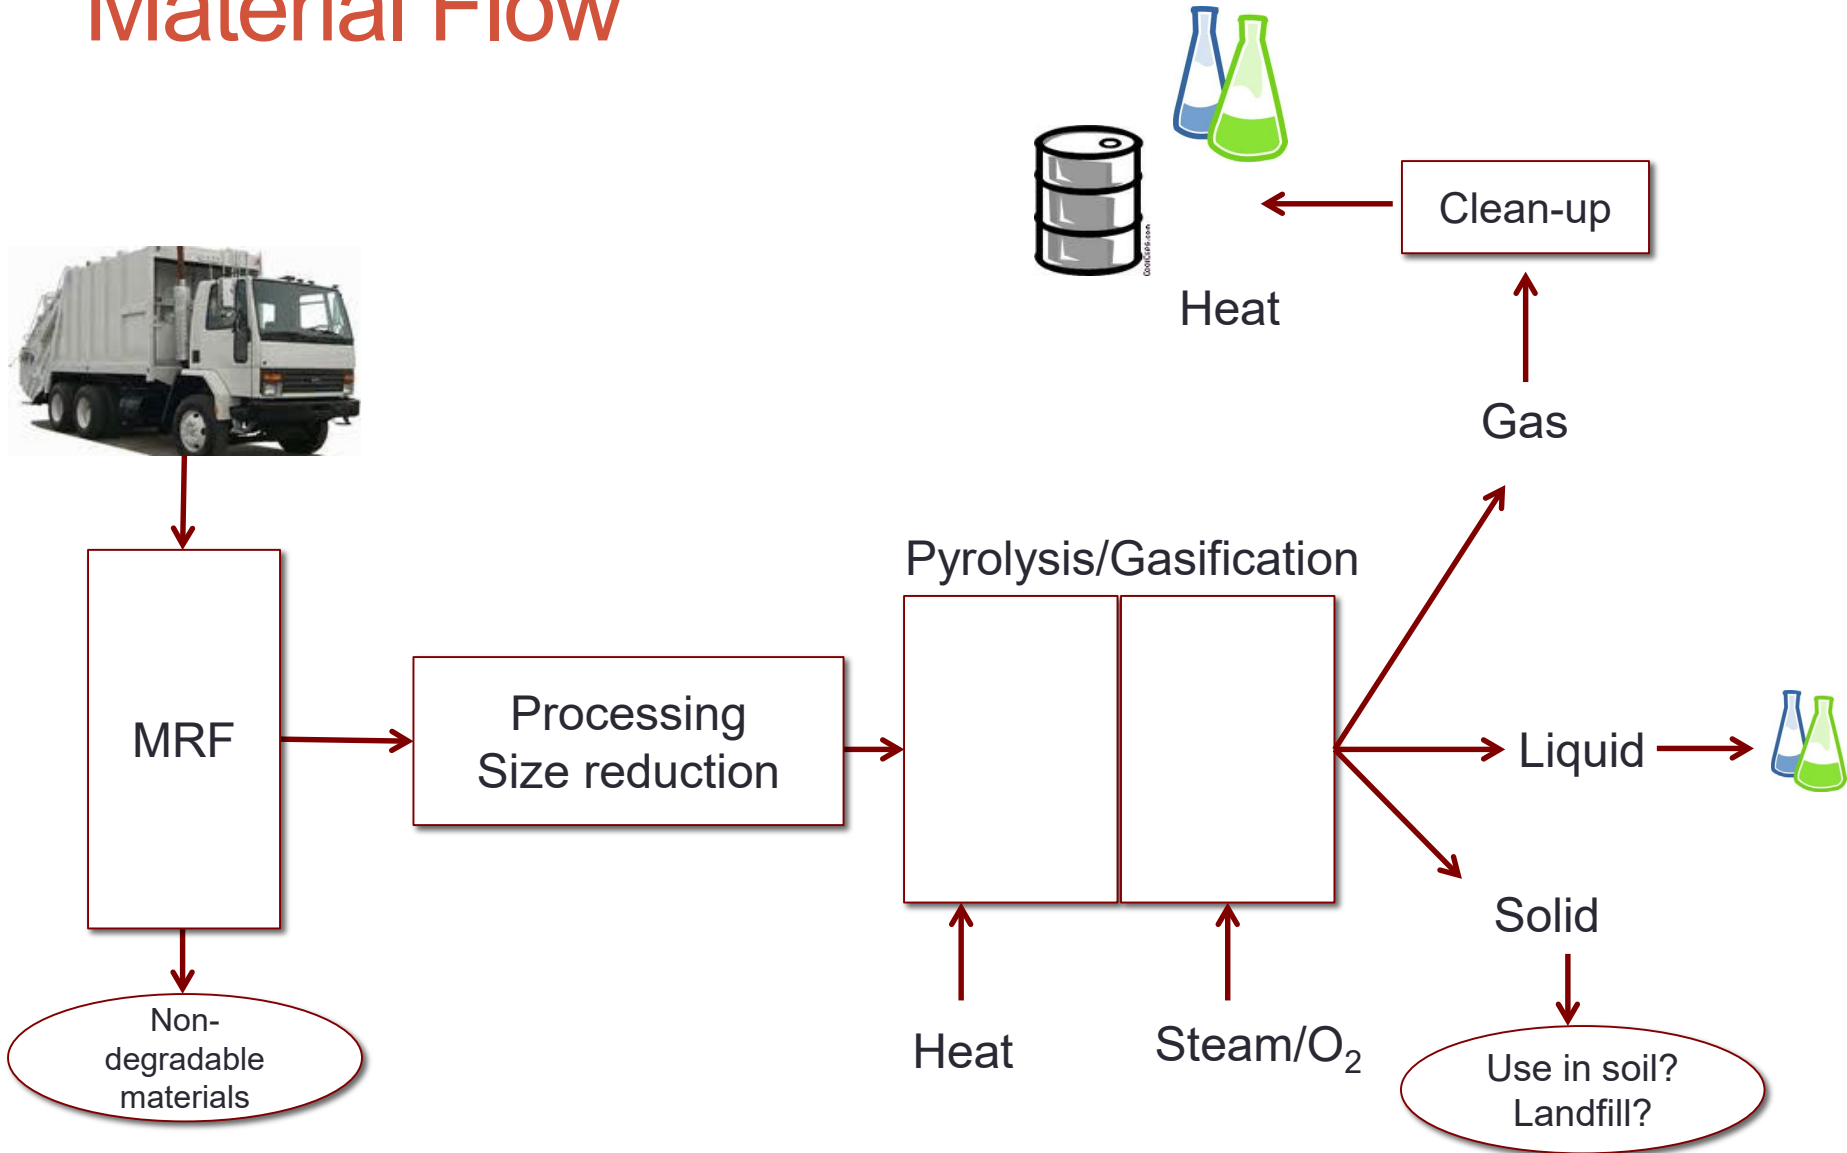 Material Flow
Clean-up
Heat
Gas
Pyrolysis/Gasification
MRF
Processing
Size reduction
Liquid
Solid
Heat
Steam/O₂
Non-
degradable
materials
Use in soil?
Landfill?